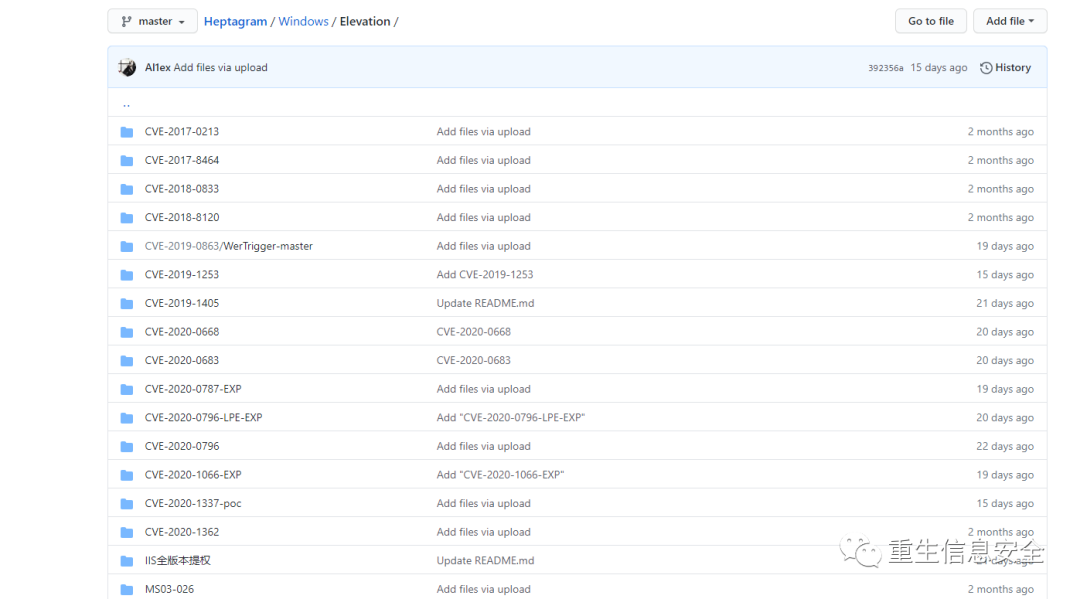 master
Heptagram / Windows / Elevation /
Go to file
Add file
Al1ex Add files via upload 392356a 15 days ago History
..
CVE-2017-0213 Add files via upload 2 months ago
CVE-2017-8464 Add files via upload 2 months ago
CVE-2018-0833 Add files via upload 2 months ago
CVE-2018-8120 Add files via upload 2 months ago
CVE-2019-0863/WerTrigger-master Add files via upload 19 days ago
CVE-2019-1253 Add CVE-2019-1253 15 days ago
CVE-2019-1405 Update README.md 21 days ago
CVE-2020-0668 CVE-2020-0668 20 days ago
CVE-2020-0683 CVE-2020-0683 20 days ago
CVE-2020-0787-EXP Add files via upload 19 days ago
CVE-2020-0796-LPE-EXP Add "CVE-2020-0796-LPE-EXP" 20 days ago
CVE-2020-0796 Add files via upload 22 days ago
CVE-2020-1066-EXP Add "CVE-2020-1066-EXP" 19 days ago
CVE-2020-1337-poc Add files via upload 15 days ago
CVE-2020-1362 Add files via upload 2 months ago
IIS全版本提权 Update README.md 21 days ago
重生信息安全
MS03-026 Add files via upload 2 months ago